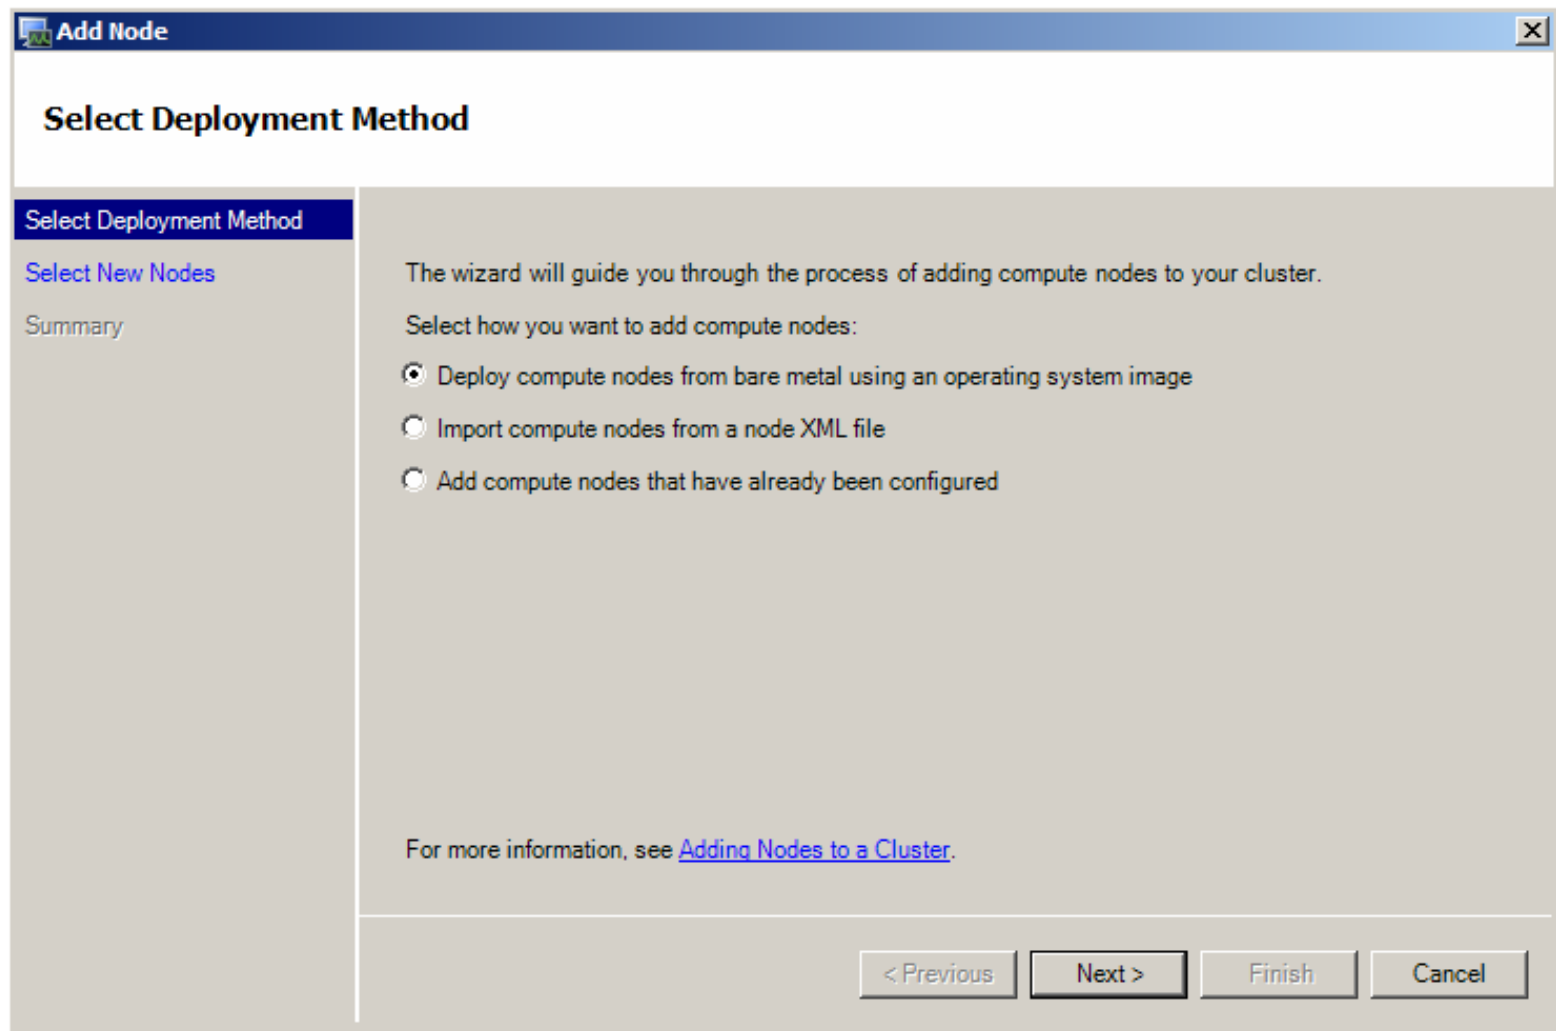 Add Node
Select Deployment Method
Select Deployment Method
Select New Nodes
Summary
The wizard will guide you through the process of adding compute nodes to your cluster.
Select how you want to add compute nodes:
Deploy compute nodes from bare metal using an operating system image
Import compute nodes from a node XML file
Add compute nodes that have already been configured
For more information, see Adding Nodes to a Cluster.
< Previous Next > Finish Cancel